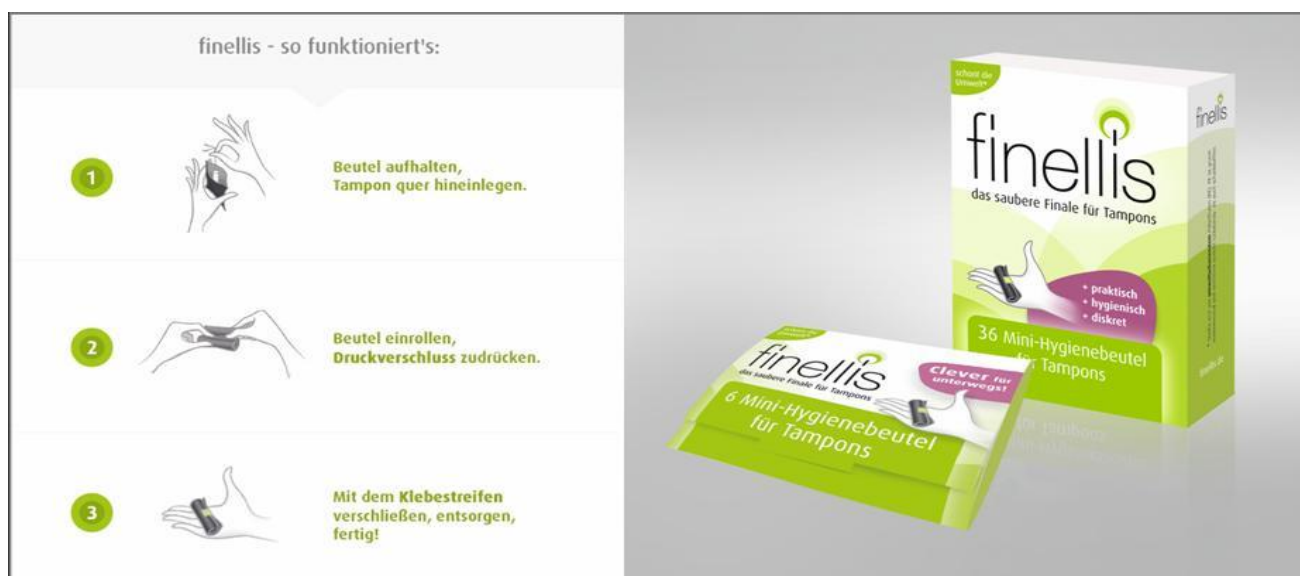 finellis - so funktioniert's:
1
Beutel aufhalten,
Tampon quer hineinlegen.
2
Beutel einrollen,
Druckverschluss zudrücken.
3
Mit dem Klebestreifen
verschließen, entsorgen,
fertig!
schont die
Umwelt*
finellis
das saubere Finale für Tampons
+ praktisch
+ hygienisch
+ diskret
36 Mini-Hygienebeutel
für Tampons
finellis
finellis
das saubere Finale für Tampons
Clever für
unterwegs!
6 Mini-Hygienebeutel
für Tampons